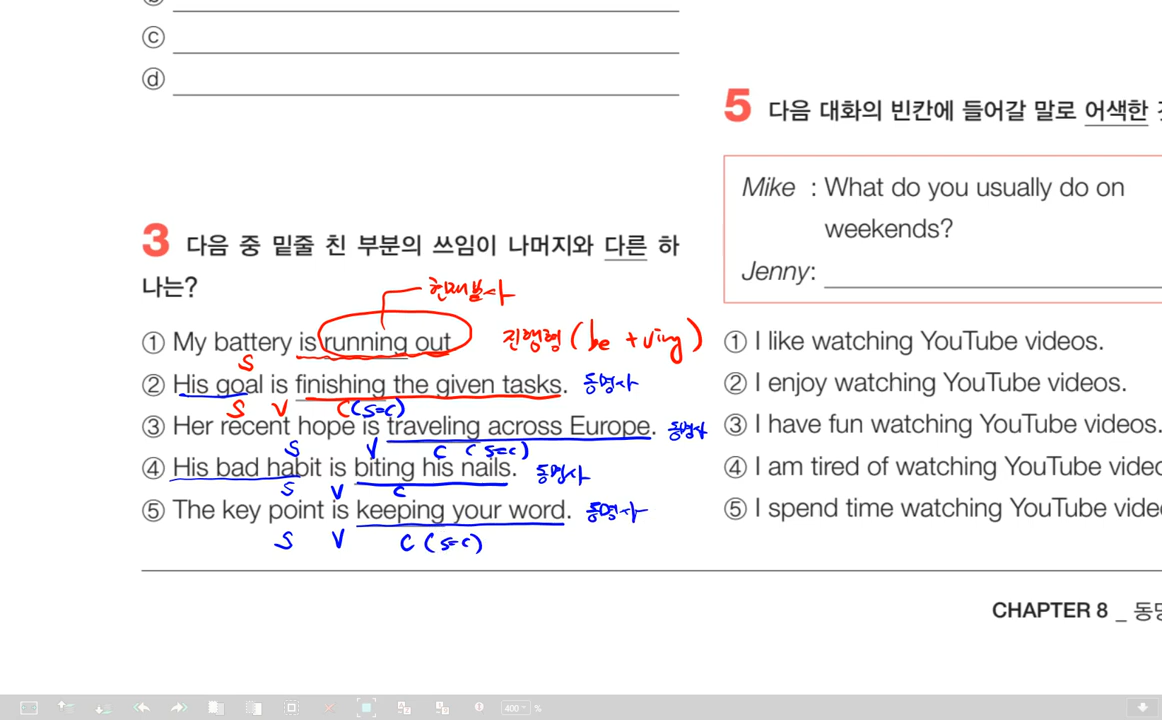 ⓒ
ⓓ
3 다음 중 밑줄 친 부분의 쓰임이 나머지와 다른 하
나는?
현재분사
① My battery is running out 진행형 (be + Ving)
S
② His goal is finishing the given tasks. 동명사
S V C (S=C)
③ Her recent hope is traveling across Europe. 동명사
S V C (S=C)
④ His bad habit is biting his nails. 동명사
S V C
⑤ The key point is keeping your word. 동명사
S V C (S=C)
5 다음 대화의 빈칸에 들어갈 말로 어색한
Mike : What do you usually do on
weekends?
Jenny:
① I like watching YouTube videos.
② I enjoy watching YouTube videos.
③ I have fun watching YouTube videos.
④ I am tired of watching YouTube videc
⑤ I spend time watching YouTube vide
CHAPTER 8 _ 동명
400 %